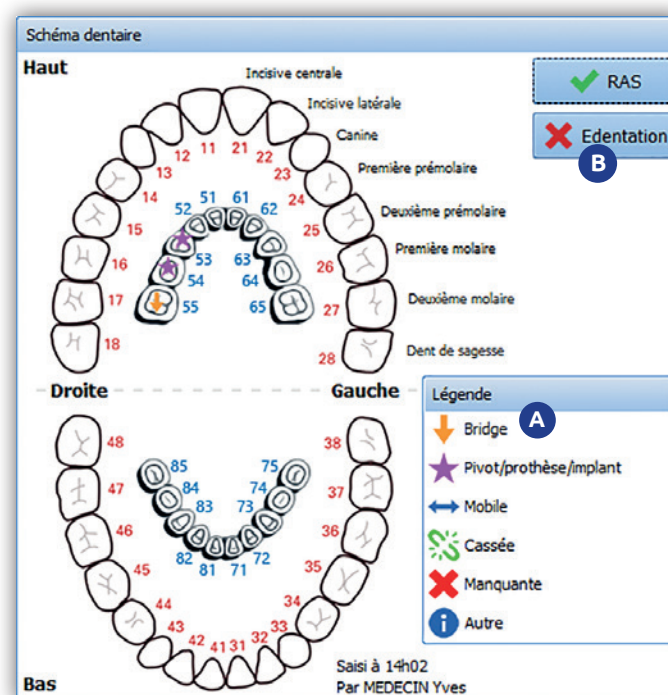 Schéma dentaire
Haut
Incisive centrale
RAS
Incisive latérale
Canine
Edentation
B
12 11 21 22
13 23
Première prémolaire
14 24
51 61
52 62
Deuxième prémolaire
15 25
53 63
Première molaire
16 26
54 64
17 55 65 27
Deuxième molaire
18 28
Dent de sagesse
Droite Gauche
Légende
A
Bridge
48 38
85 75
Pivot/prothèse/implant
84 74
47 37
83 73
Mobile
46 36
82 72
81 71
Cassée
45 35
Manquante
44 34
43 33
42 32
41 31
Autre
Saisi à 14h02
Bas
Par MEDECIN Yves